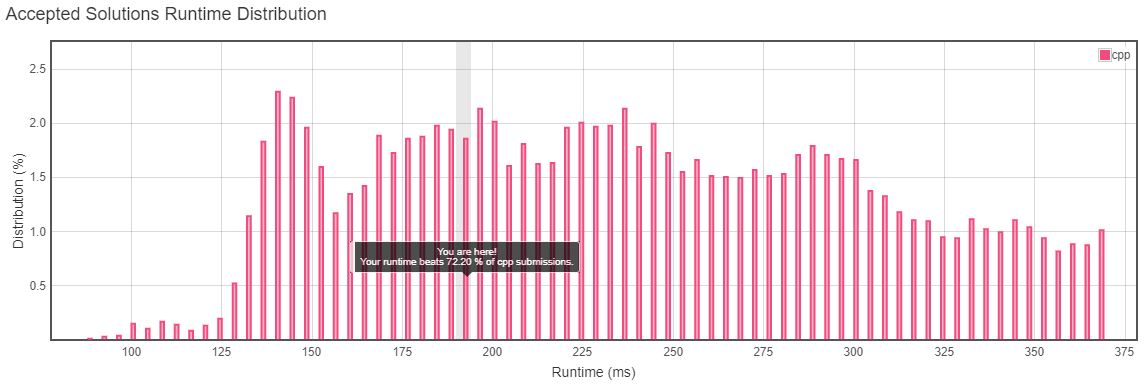 Accepted Solutions Runtime Distribution
cpp
2.5
2.0
1.5
1.0
0.5
Distribution (%)
You are here!
Your runtime beats 72.20 % of cpp submissions.
100 125 150 175 200 225 250 275 300 325 350 375
Runtime (ms)